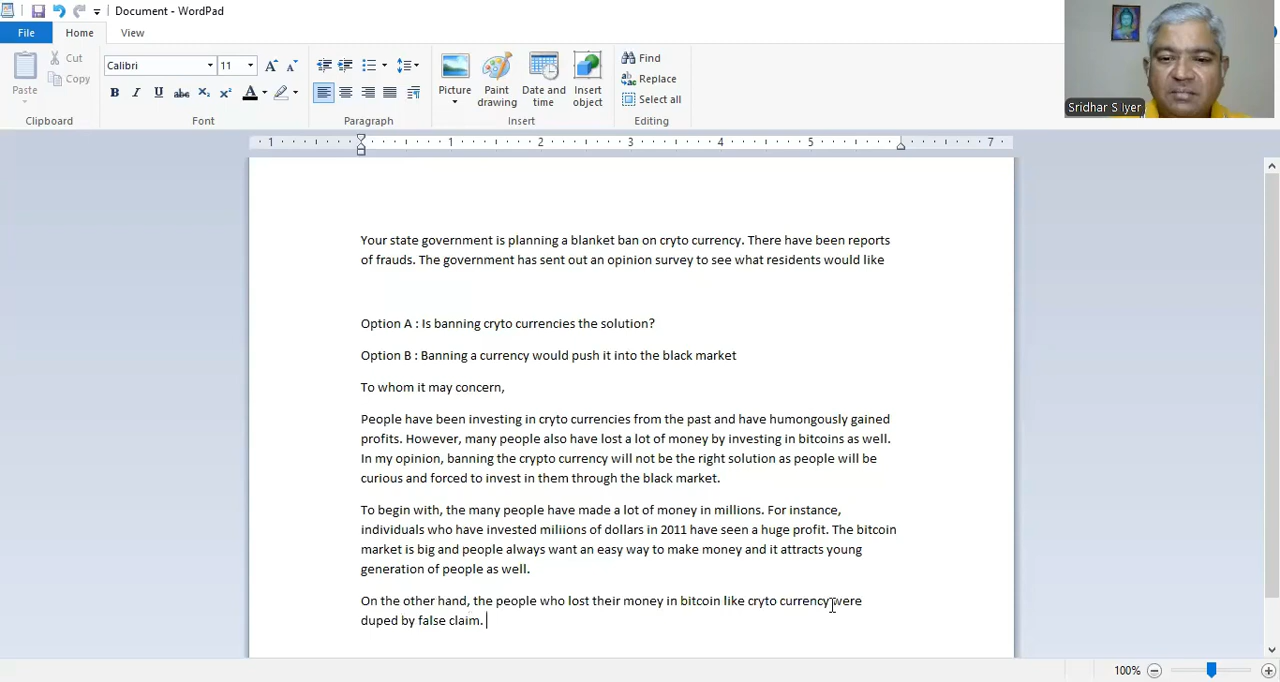 Document - WordPad
File Home View
Paste
Cut
Copy
Clipboard
Calibri 11
B I U abc X₂ X² A
Font
Paragraph
Picture
Paint drawing
Date and time
Insert object
Insert
Find
Replace
Select all
Editing
Sridhar S Iyer
1 1 2 3 4 5 7
Your state government is planning a blanket ban on cryto currency. There have been reports
of frauds. The government has sent out an opinion survey to see what residents would like
Option A : Is banning cryto currencies the solution?
Option B : Banning a currency would push it into the black market
To whom it may concern,
People have been investing in cryto currencies from the past and have humongously gained
profits. However, many people also have lost a lot of money by investing in bitcoins as well.
In my opinion, banning the crypto currency will not be the right solution as people will be
curious and forced to invest in them through the black market.
To begin with, the many people have made a lot of money in millions. For instance,
individuals who have invested miliions of dollars in 2011 have seen a huge profit. The bitcoin
market is big and people always want an easy way to make money and it attracts young
generation of people as well.
On the other hand, the people who lost their money in bitcoin like cryto currency were
duped by false claim.
100%